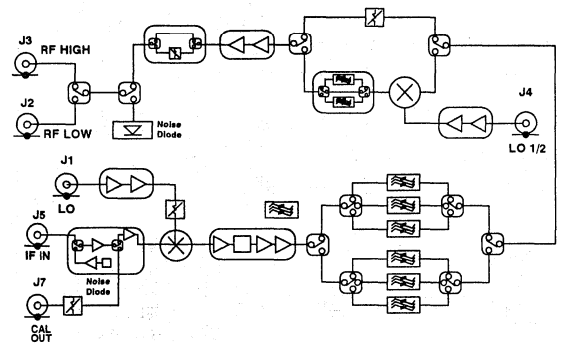 J3
RF HIGH
J2
RF LOW
Noise
Diode
J4
LO 1/2
J1
LO
J5
IF IN
Noise
Diode
J7
CAL
OUT